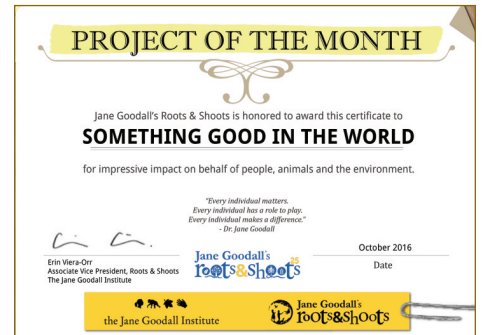 PROJECT OF THE MONTH
Jane Goodall's Roots & Shoots is honored to award this certificate to
SOMETHING GOOD IN THE WORLD
for impressive impact on behalf of people, animals and the environment.
"Every individual matters.
Every individual has a role to play.
Every individual makes a difference."
- Dr. Jane Goodall
Erin Viera-Orr
Associate Vice President, Roots & Shoots
The Jane Goodall Institute
Jane Goodall's
25
roots&shoots
October 2016
Date
the Jane Goodall Institute
Jane Goodall's
roots&shoots